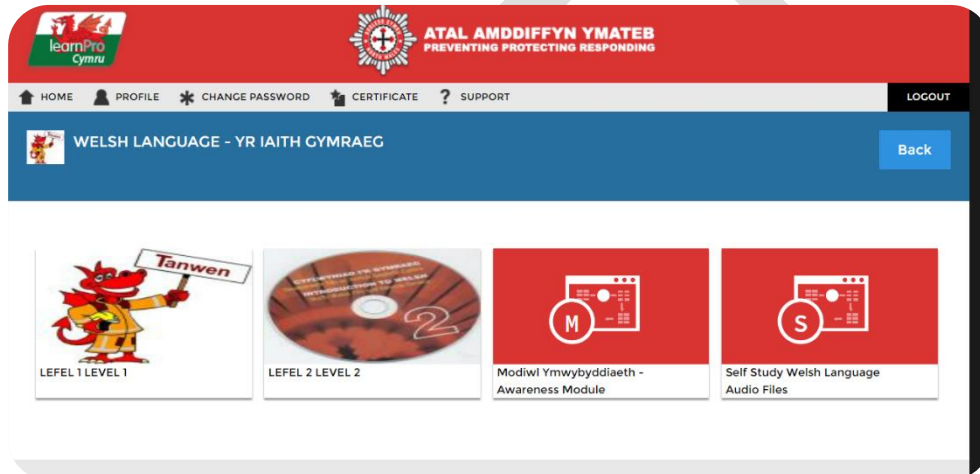 learnPro
Cymru
ATAL AMDDIFFYN YMATEB
PREVENTING PROTECTING RESPONDING
HOME PROFILE CHANGE PASSWORD CERTIFICATE ? SUPPORT LOGOUT
WELSH LANGUAGE - YR IAITH GYMRAEG
Back
Tanwen
LEFEL 1 LEVEL 1
CYFLWYNIAD I'R GYMRAEG
INTRODUCTION TO WELSH
2
LEFEL 2 LEVEL 2
M
Modiwl Ymwybyddiaeth -
Awareness Module
S
Self Study Welsh Language
Audio Files